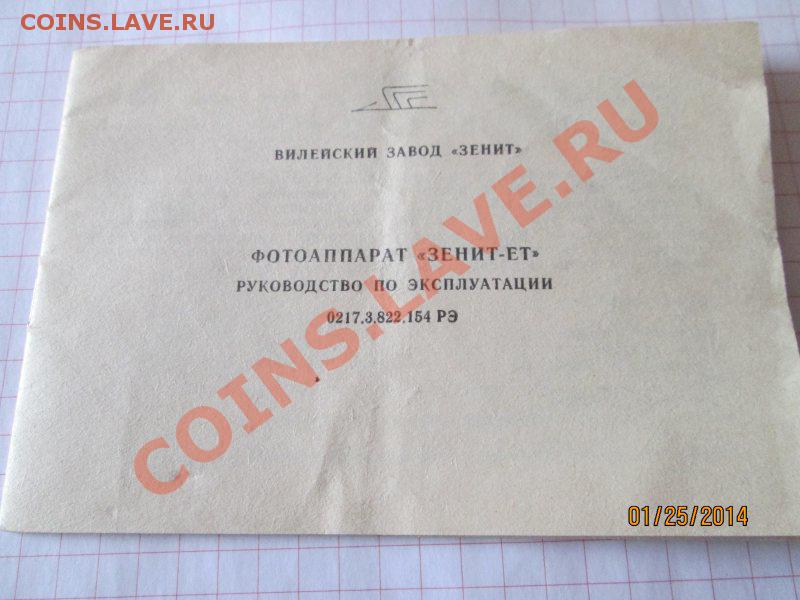 COINS.LAVE.RU
ВИЛЕЙСКИЙ ЗАВОД «ЗЕНИТ»
ФОТОАППАРАТ «ЗЕНИТ-ЕТ»
РУКОВОДСТВО ПО ЭКСПЛУАТАЦИИ
0217.3.822.154 РЭ
COINS.LAVE.RU
01/25/2014